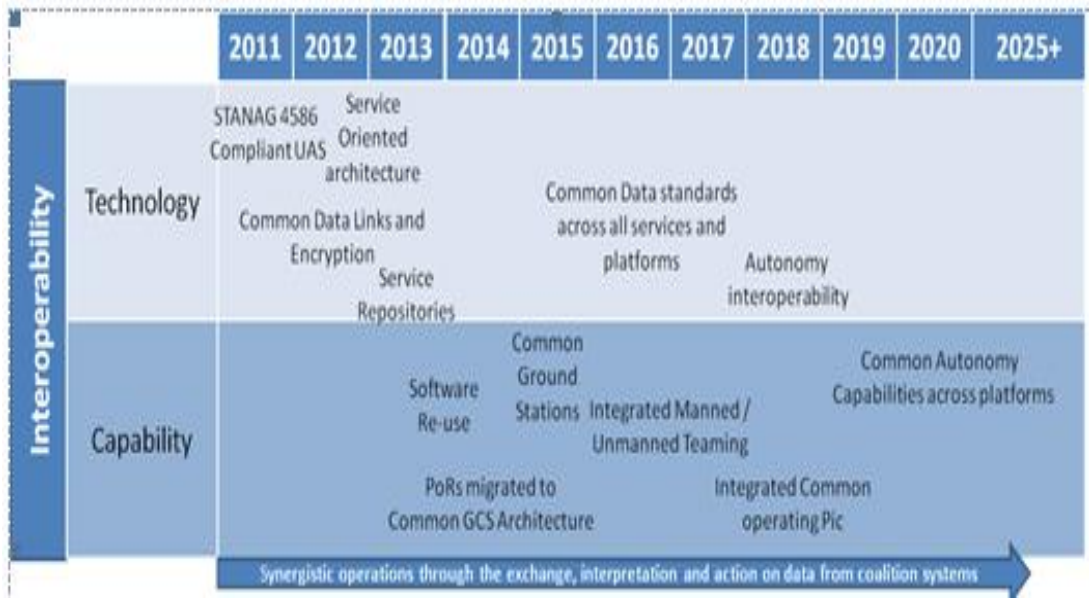 2011 2012 2013 2014 2015 2016 2017 2018 2019 2020 2025+
Interoperability
Technology
STANAG 4586
Compliant UAS
Service
Oriented
architecture
Common Data Links and
Encryption
Service
Repositories
Common Data standards
across all services and
platforms
Autonomy
interoperability
Capability
Software
Re-use
Common
Ground
Stations
Integrated Manned /
Unmanned Teaming
Common Autonomy
Capabilities across platforms
PoRs migrated to
Common GCS Architecture
Integrated Common
operating Pic
Synergistic operations through the exchange, interpretation and action on data from coalition systems